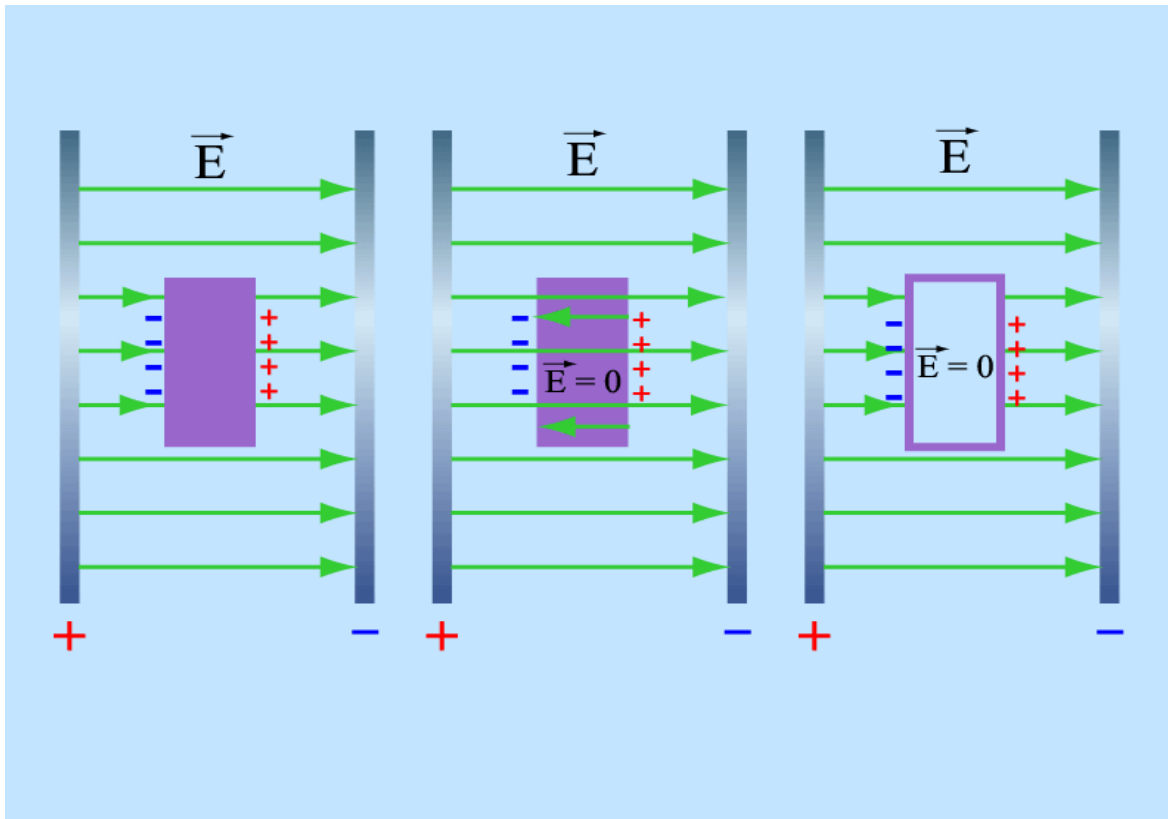 E⃗ E⃗ E⃗
− + − + − +
− + − + − +
− + − + − +
− + − + − +
E⃗ = 0 E⃗ = 0
+ − + − + −